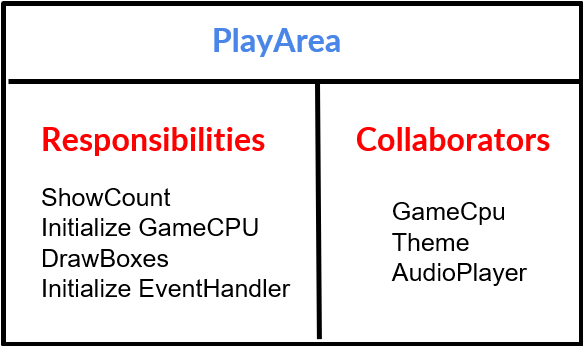 PlayArea
Responsibilities
ShowCount
Initialize GameCPU
DrawBoxes
Initialize EventHandler
Collaborators
GameCpu
Theme
AudioPlayer